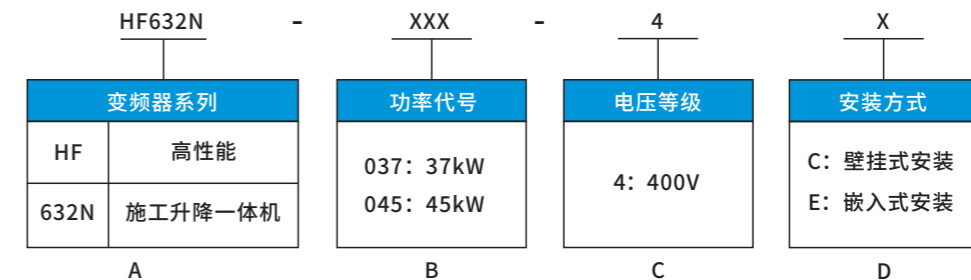 HF632N - XXX - 4 X
变频器系列 功率代号 电压等级 安装方式
HF 高性能
632N 施工升降一体机
037：37kW
045：45kW
4：400V
C：壁挂式安装
E：嵌入式安装
A B C D